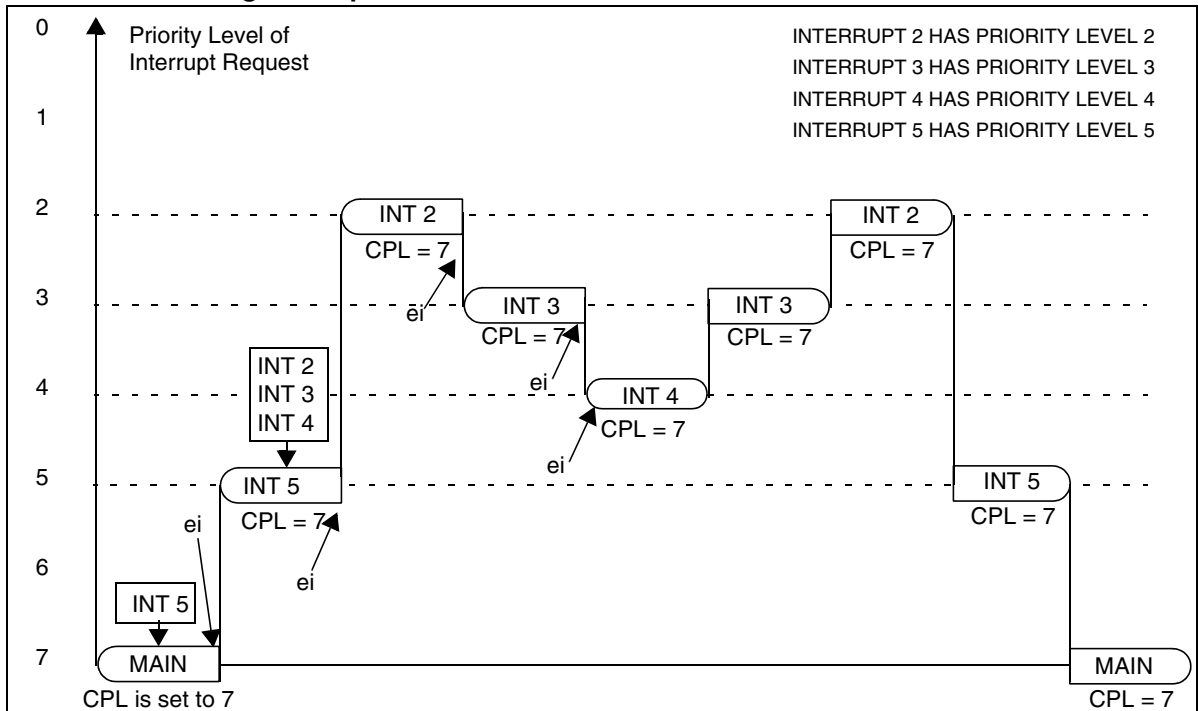 0
Priority Level of
Interrupt Request
INTERRUPT 2 HAS PRIORITY LEVEL 2
INTERRUPT 3 HAS PRIORITY LEVEL 3
INTERRUPT 4 HAS PRIORITY LEVEL 4
INTERRUPT 5 HAS PRIORITY LEVEL 5
1
2
INT 2
CPL = 7
INT 2
CPL = 7
ei
3
INT 3
CPL = 7
INT 3
CPL = 7
ei
INT 2
INT 3
INT 4
4
INT 4
CPL = 7
ei
5
INT 5
CPL = 7
INT 5
CPL = 7
ei
ei
6
INT 5
7
MAIN
CPL is set to 7
MAIN
CPL = 7